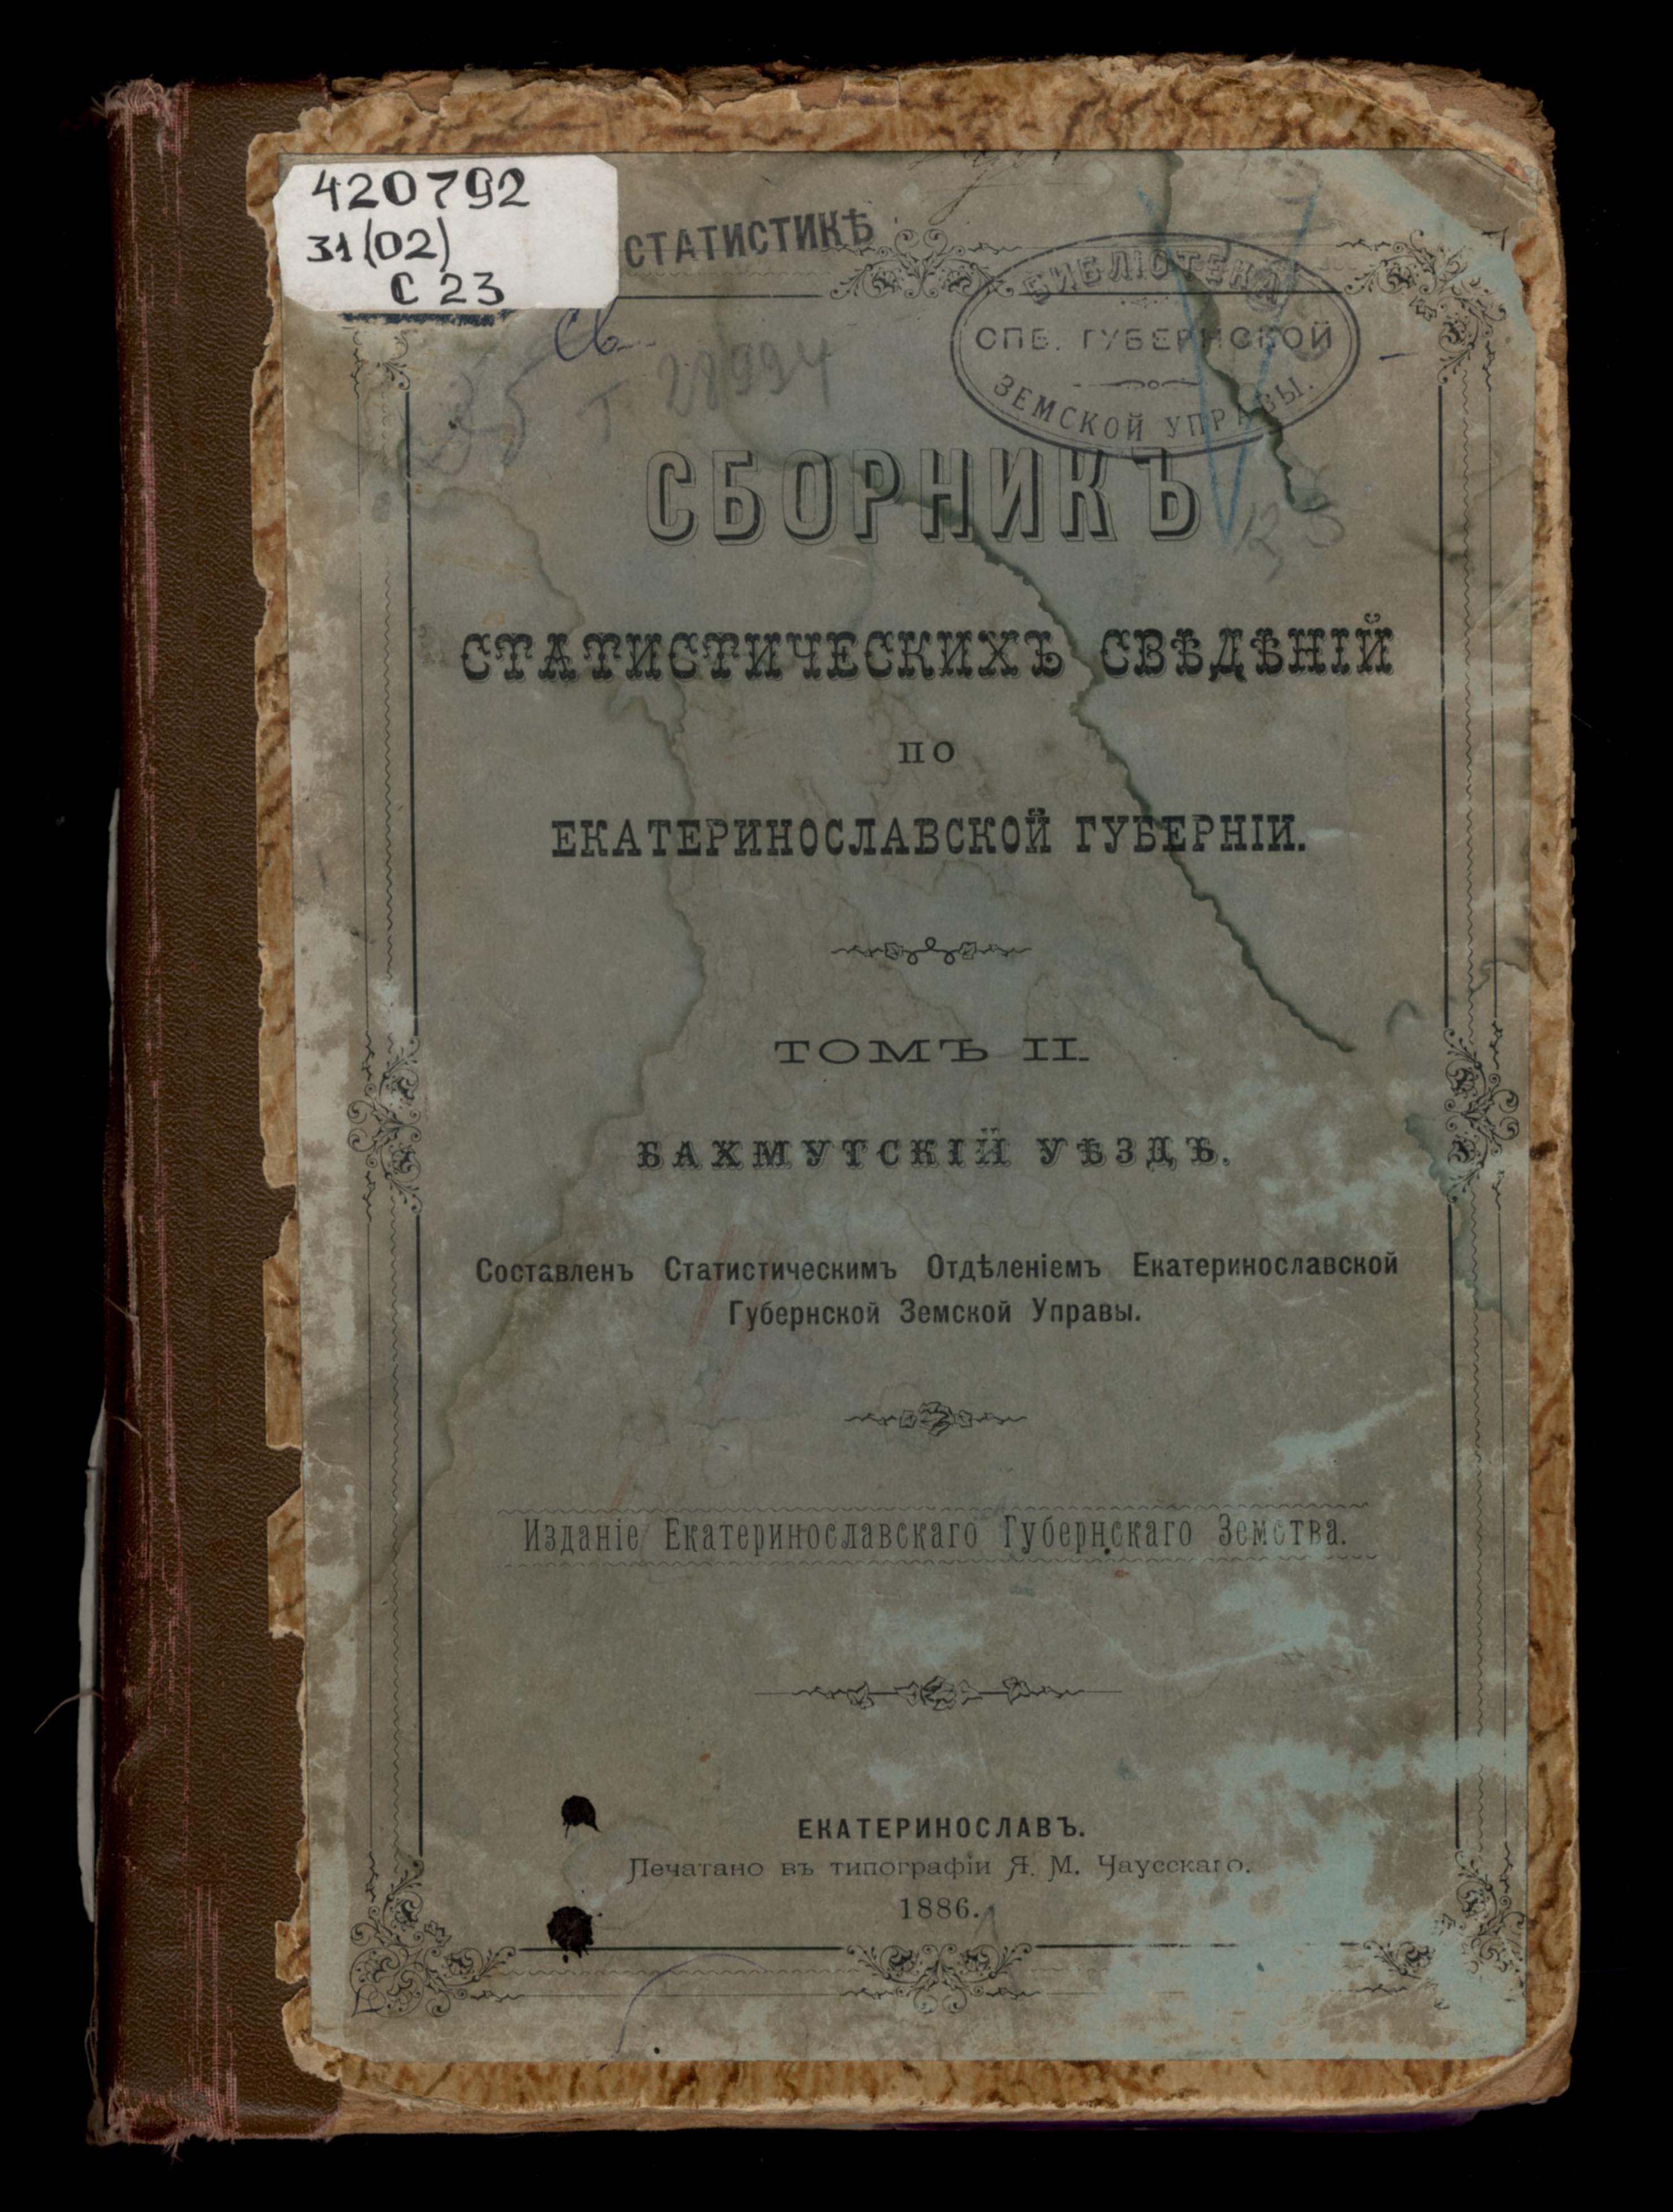 420792
31(02)
С 23
СТАТИСТИКѢ
БИБЛІОТЕКА
СПБ. ГУБЕРНСКОЙ
ЗЕМСКОЙ УПРАВЫ.
28994
СБОРНИКЪ
СТАТИСТИЧЕСКИХЪ СВѢДѢНІЙ
ПО
ЕКАТЕРИНОСЛАВСКОЙ ГУБЕРНІИ.
ТОМЪ II.
БАХМУТСКІЙ УѢЗДЪ.
Составленъ Статистическимъ Отдѣленіемъ Екатеринославской
Губернской Земской Управы.
Изданіе Екатеринославскаго Губернскаго Земства.
ЕКАТЕРИНОСЛАВЪ.
Печатано въ типографіи Я. М. Чаусскаго.
1886.